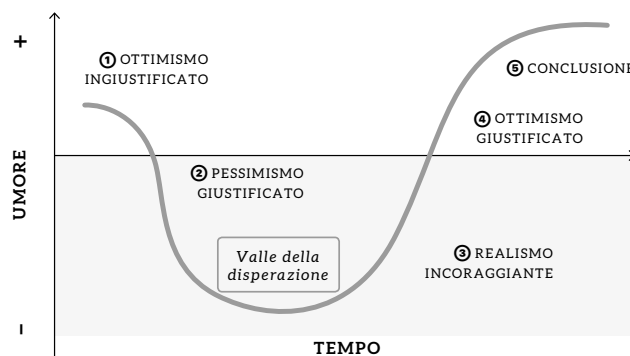 +
① OTTIMISMO
INGIUSTIFICATO
⑤ CONCLUSIONE
④ OTTIMISMO
GIUSTIFICATO
② PESSIMISMO
GIUSTIFICATO
UMORE
Valle della
disperazione
③ REALISMO
INCORAGGIANTE
–
TEMPO